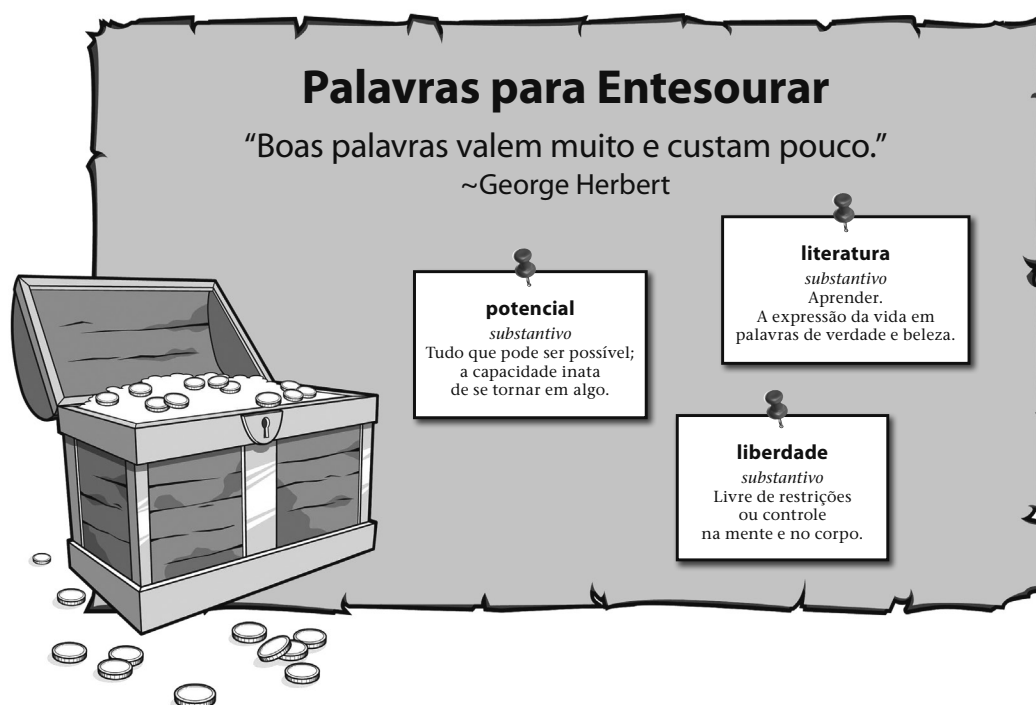 Palavras para Entesourar
“Boas palavras valem muito e custam pouco.”
~George Herbert
potencial
substantivo
Tudo que pode ser possível;
a capacidade inata
de se tornar em algo.
literatura
substantivo
Aprender.
A expressão da vida em
palavras de verdade e beleza.
liberdade
substantivo
Livre de restrições
ou controle
na mente e no corpo.